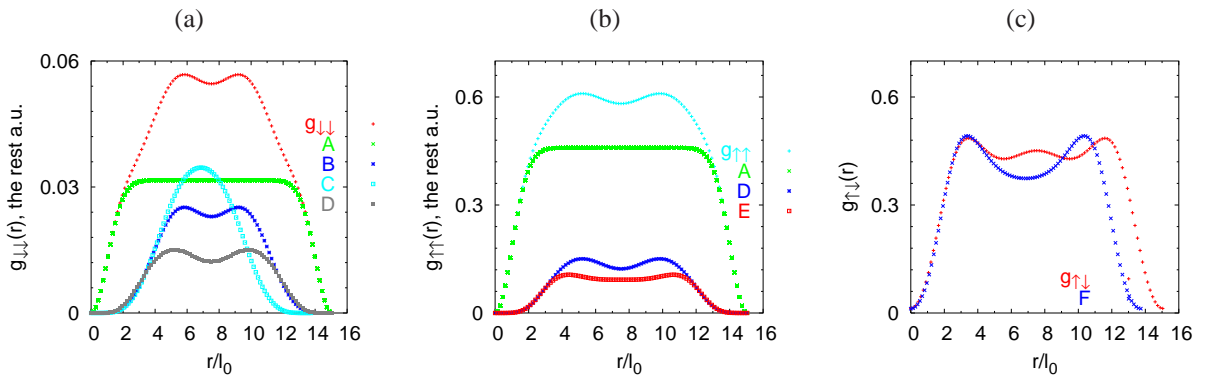 (a)
(b)
(c)
g↓↓(r), the rest a.u.
0.06
0.03
0
g↓↓
A
B
C
D
0 2 4 6 8 10 12 14 16
r/l₀
g↑↑(r), the rest a.u.
0.6
0.3
0
g↑↑
A
D
E
0 2 4 6 8 10 12 14 16
r/l₀
g↑↓(r)
0.6
0.3
0
g↑↓
F
0 2 4 6 8 10 12 14 16
r/l₀